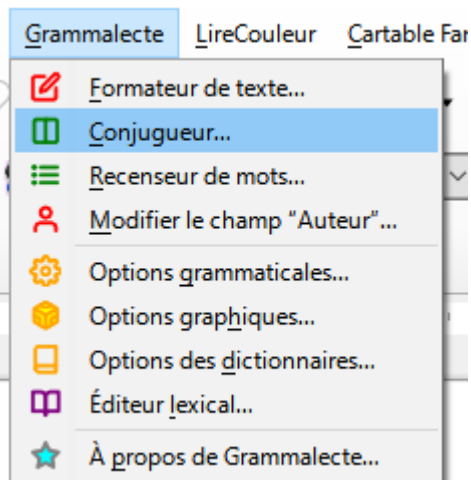 Grammalecte LireCouleur Cartable Far
Formateur de texte...
Conjugueur...
Recenseur de mots...
Modifier le champ “Auteur”...
Options grammaticales...
Options graphiques...
Options des dictionnaires...
Éditeur lexical...
À propos de Grammalecte...